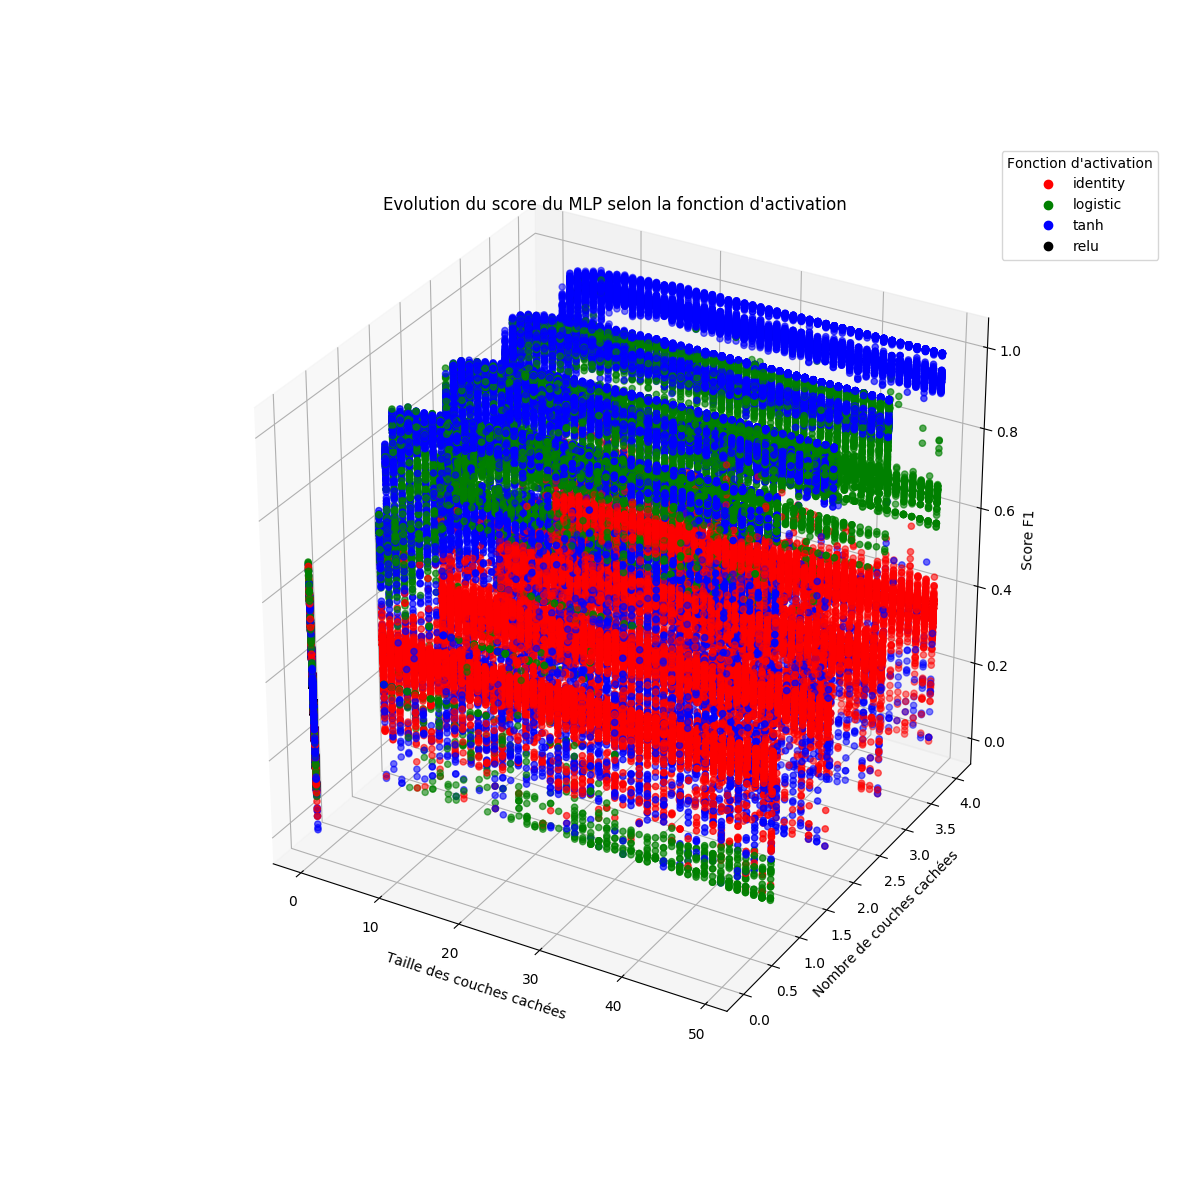 Evolution du score du MLP selon la fonction d'activation
Fonction d'activation
identity
logistic
tanh
relu
1.0
0.8
0.6
0.4
0.2
0.0
Score F1
0
10
20
30
40
50
Taille des couches cachées
0.0
0.5
1.0
1.5
2.0
2.5
3.0
3.5
4.0
Nombre de couches cachées